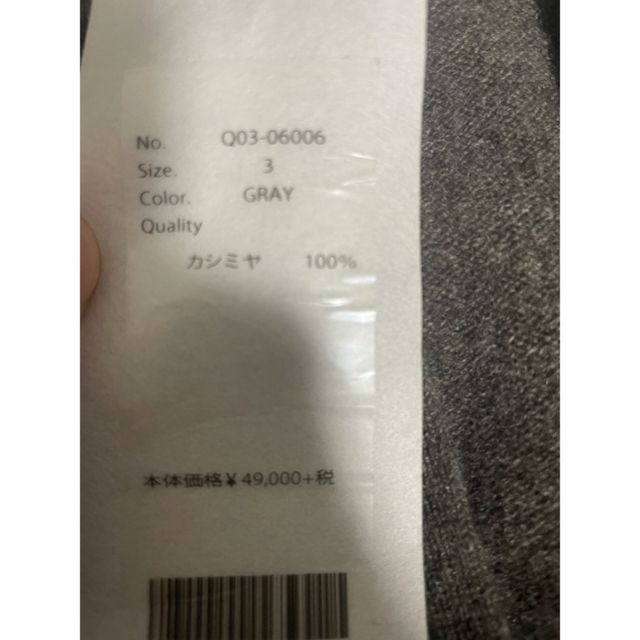 No. Q03-06006
Size. 3
Color. GRAY
Quality
カシミヤ 100%
本体価格¥49,000+税